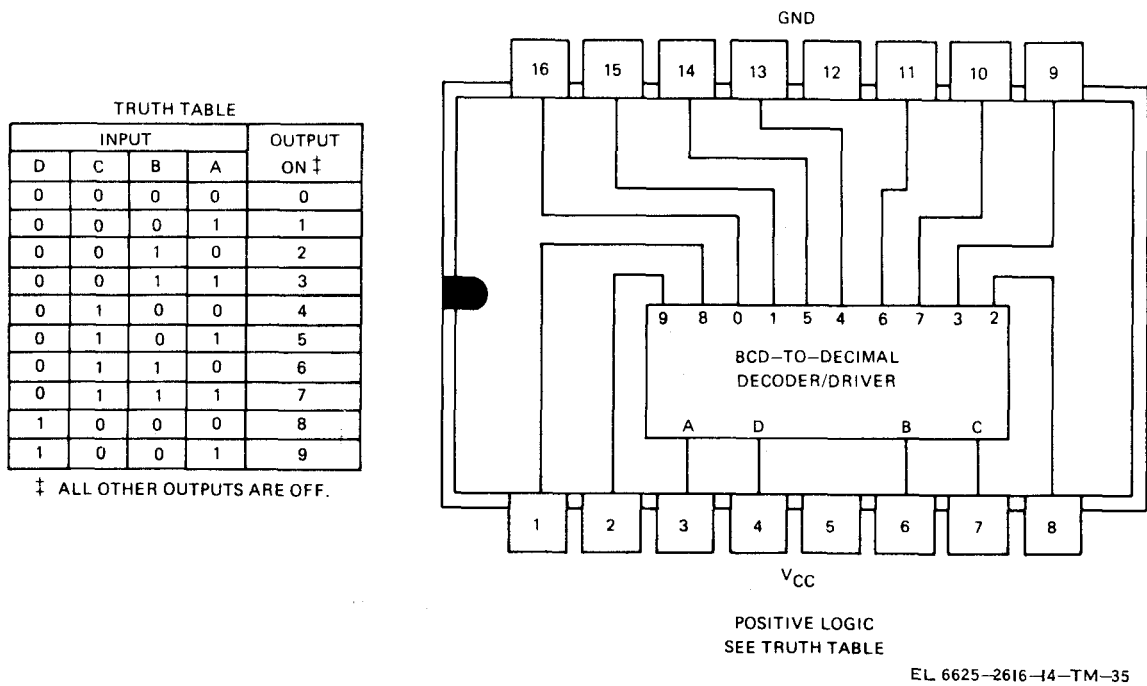 TRUTH TABLE
INPUT OUTPUT
D C B A ON ‡
0 0 0 0 0
0 0 0 1 1
0 0 1 0 2
0 0 1 1 3
0 1 0 0 4
0 1 0 1 5
0 1 1 0 6
0 1 1 1 7
1 0 0 0 8
1 0 0 1 9
‡ ALL OTHER OUTPUTS ARE OFF.
GND
16 15 14 13 12 11 10 9
9 8 0 1 5 4 6 7 3 2
BCD-TO-DECIMAL
DECODER/DRIVER
A D B C
1 2 3 4 5 6 7 8
VCC
POSITIVE LOGIC
SEE TRUTH TABLE
EL 6625-2616-14-TM-35